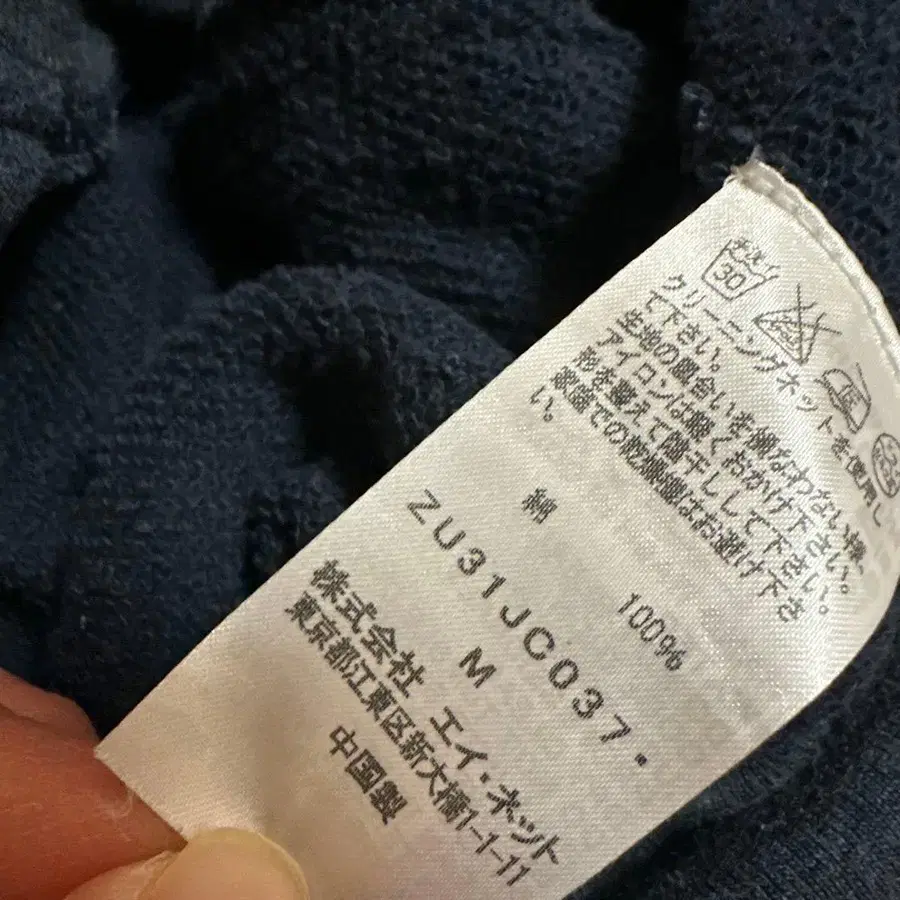 30
クリーニングネットを使用し
て下さい。
生地の風合いを損なわない様、
アイロンは軽くおかけ下さい。
形を整えて陰干しして下さい。
乾燥での乾燥機はお避け下さ
い。
綿 100%
ZU31JC037
M
株式会社 エイ・ネット
東京都江東区新大橋1-1-11
中国製